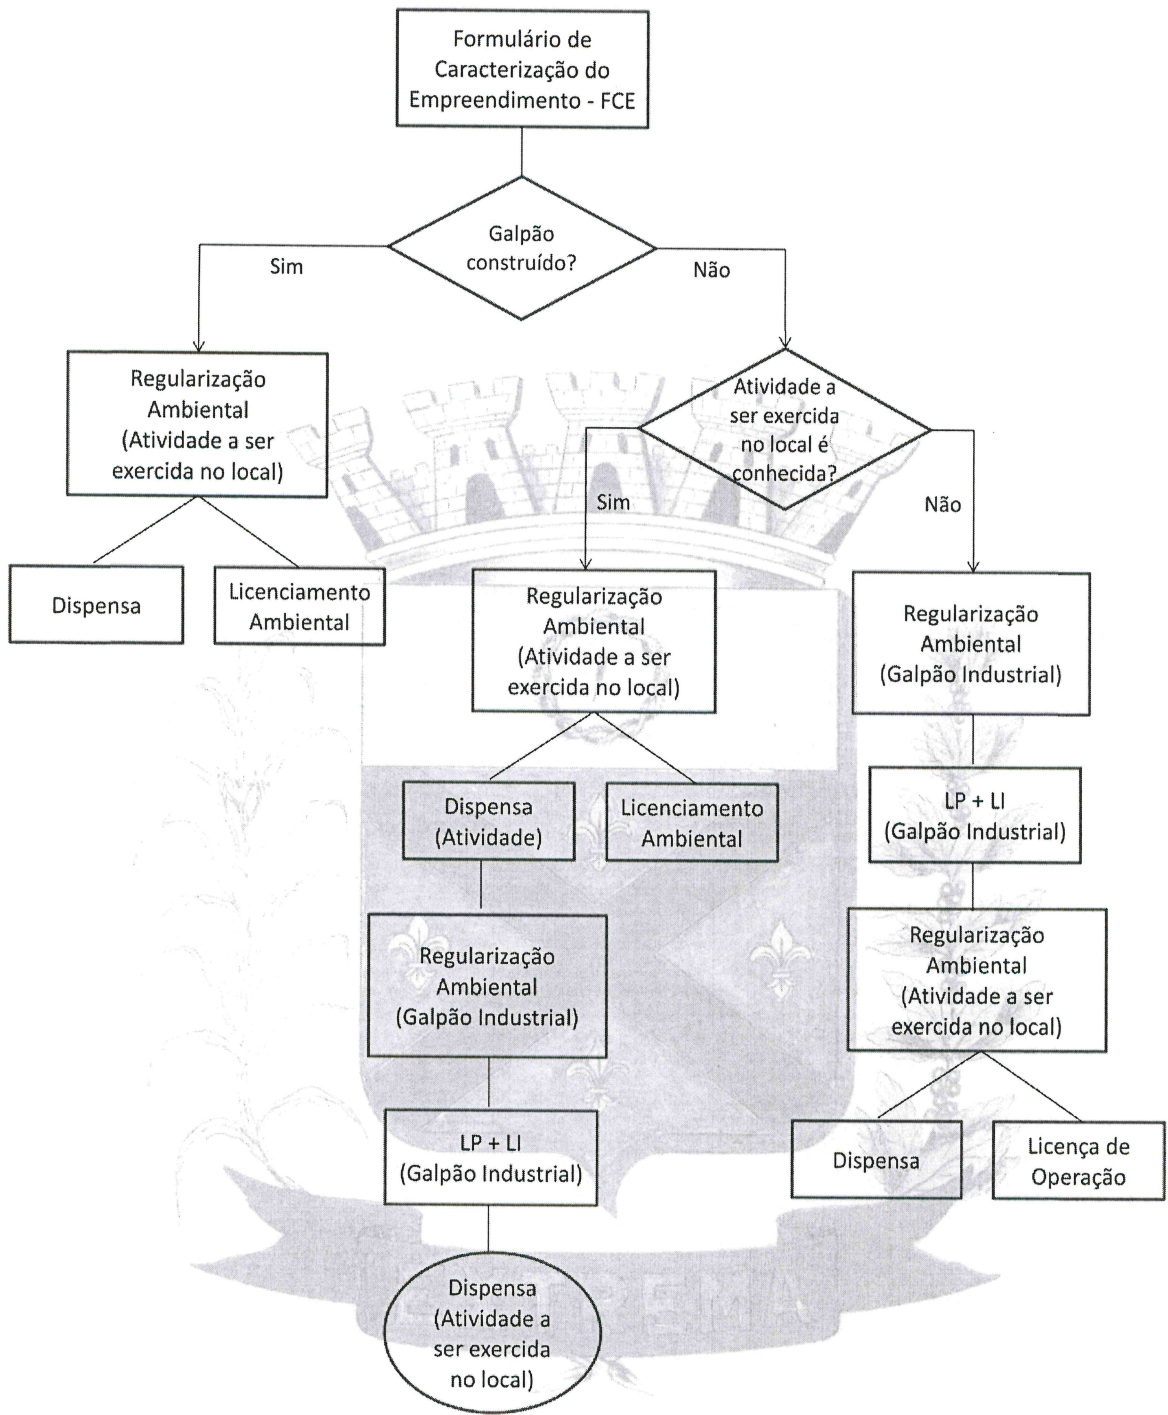 Formulário de
Caracterização do
Empreendimento - FCE
Galpão
construído?
Sim
Não
Regularização
Ambiental
(Atividade a ser
exercida no local)
Atividade a
ser exercida
no local é
conhecida?
Sim
Não
Dispensa
Licenciamento
Ambiental
Regularização
Ambiental
(Atividade a ser
exercida no local)
Regularização
Ambiental
(Galpão Industrial)
Dispensa
(Atividade)
Licenciamento
Ambiental
LP + LI
(Galpão Industrial)
Regularização
Ambiental
(Galpão Industrial)
Regularização
Ambiental
(Atividade a ser
exercida no local)
LP + LI
(Galpão Industrial)
Dispensa
Licença de
Operação
Dispensa
(Atividade a
ser exercida
no local)